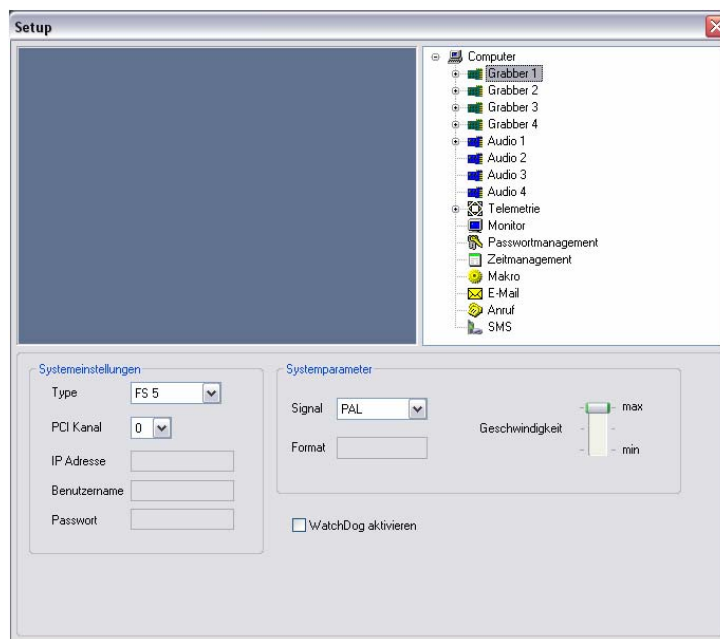 Setup
Computer
Grabber 1
Grabber 2
Grabber 3
Grabber 4
Audio 1
Audio 2
Audio 3
Audio 4
Telemetrie
Monitor
Passwortmanagement
Zeitmanagement
Makro
E-Mail
Anruf
SMS
Systemeinstellungen
Type FS 5
PCI Kanal 0
IP Adresse
Benutzername
Passwort
Systemparameter
Signal PAL
Format
Geschwindigkeit
max
min
WatchDog aktivieren